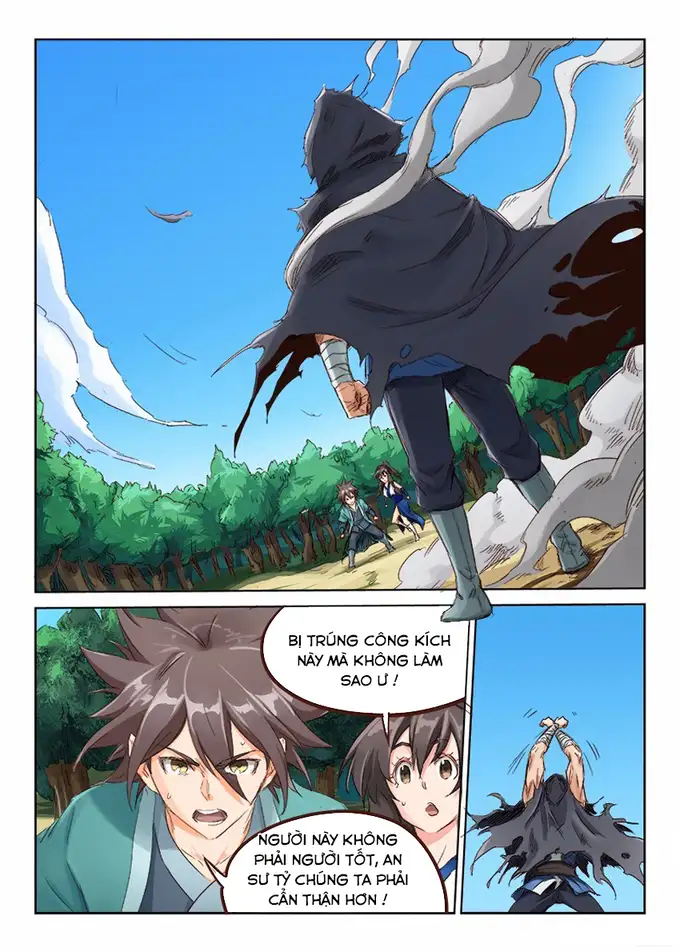 BỊ TRÚNG CÔNG KÍCH
NÀY MÀ KHÔNG LÀM
SAO Ư !
NGƯỜI NÀY KHÔNG
PHẢI NGƯỜI TỐT, AN
SƯ TỶ CHÚNG TA PHẢI
CẨN THẬN HƠN !